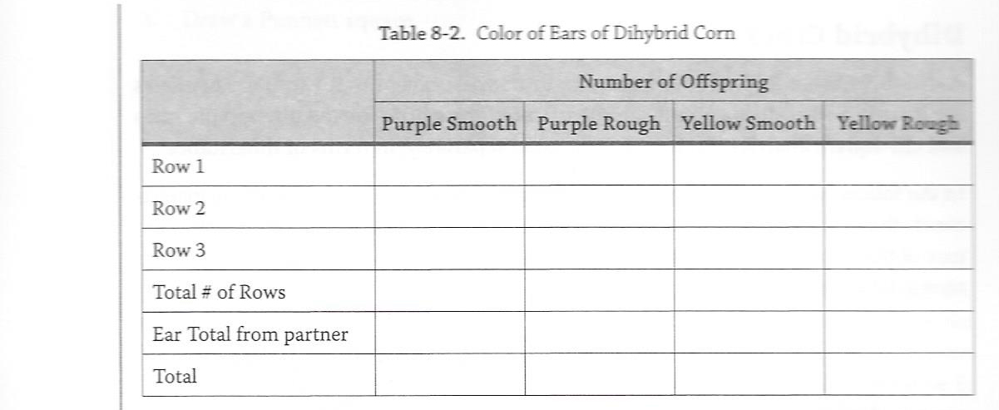 Table 8-2. Color of Ears of Dihybrid Corn
Number of Offspring
Purple Smooth Purple Rough Yellow Smooth Yellow Rough
Row 1
Row 2
Row 3
Total # of Rows
Ear Total from partner
Total